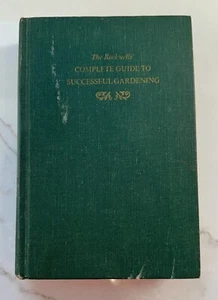 The Rockwells'
COMPLETE GUIDE TO
SUCCESSFUL GARDENING